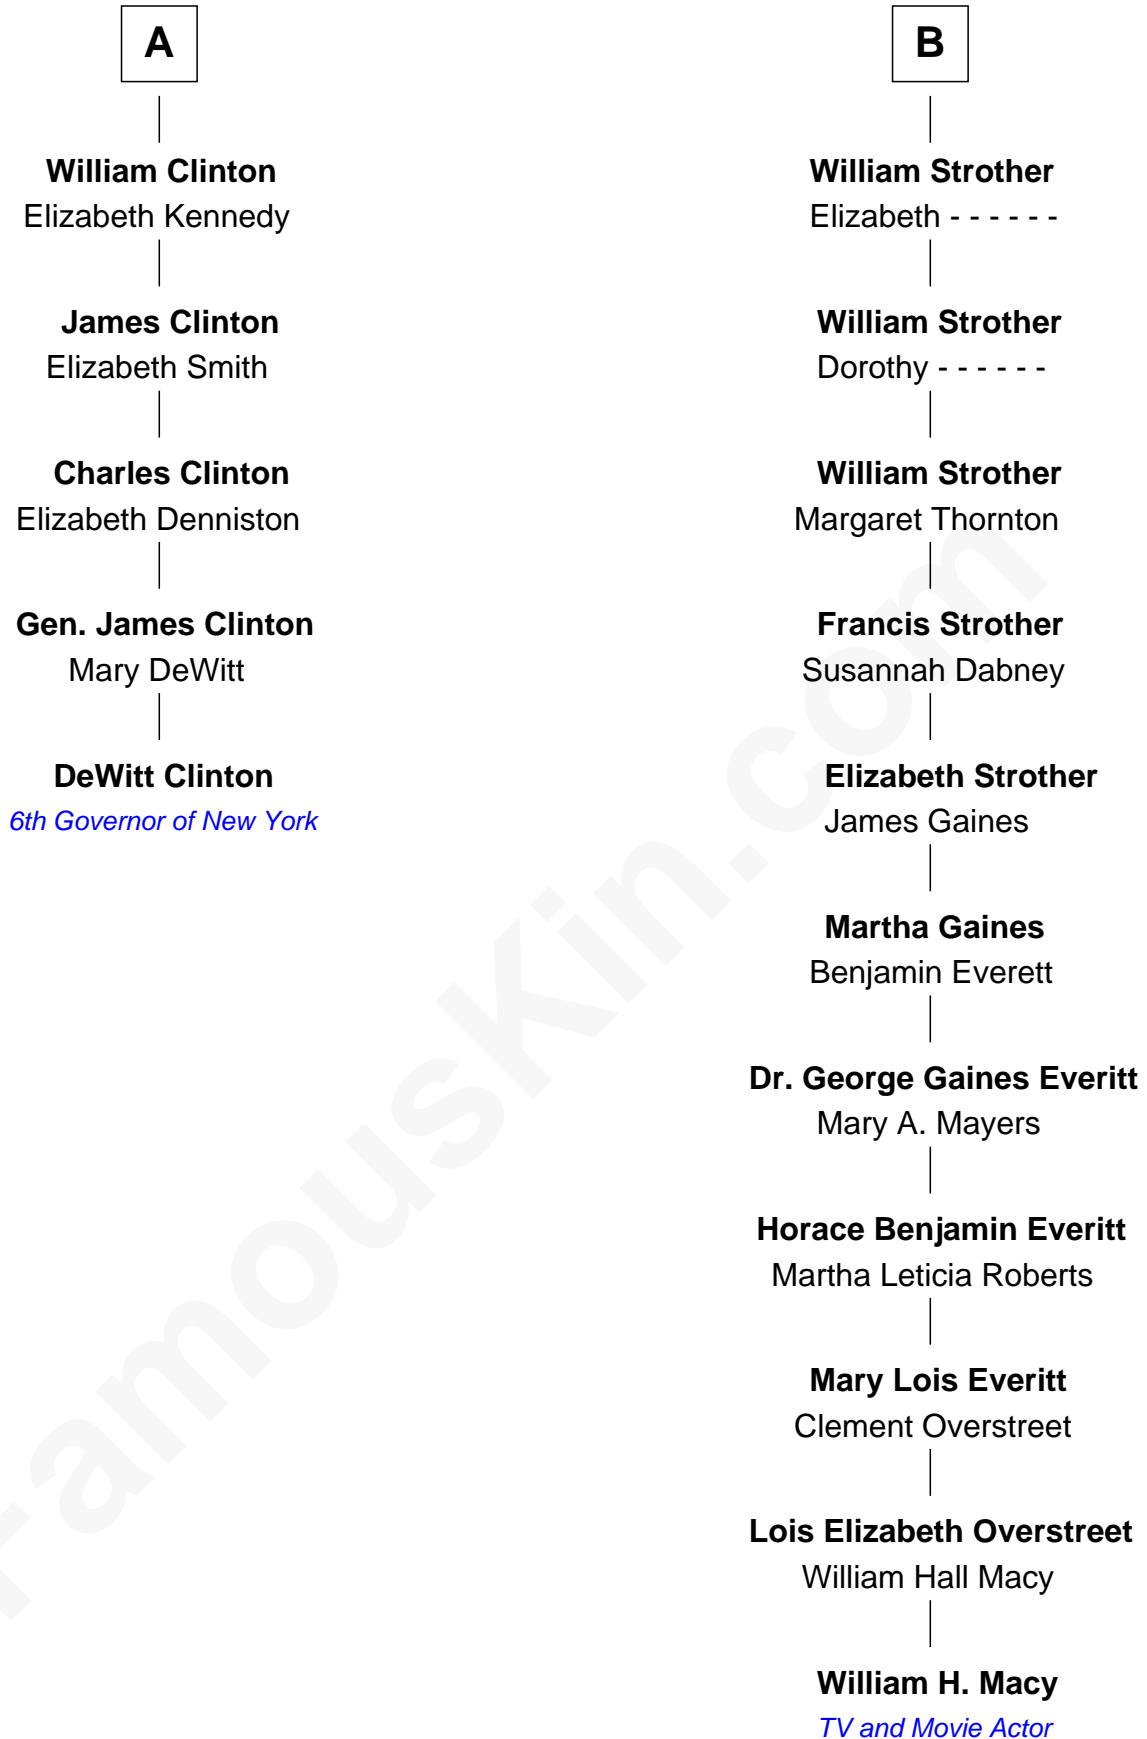 A
William Clinton
Elizabeth Kennedy
James Clinton
Elizabeth Smith
Charles Clinton
Elizabeth Denniston
Gen. James Clinton
Mary DeWitt
DeWitt Clinton
6th Governor of New York
B
William Strother
Elizabeth - - - - - -
William Strother
Dorothy - - - - - -
William Strother
Margaret Thornton
Francis Strother
Susannah Dabney
Elizabeth Strother
James Gaines
Martha Gaines
Benjamin Everett
Dr. George Gaines Everitt
Mary A. Mayers
Horace Benjamin Everitt
Martha Leticia Roberts
Mary Lois Everitt
Clement Overstreet
Lois Elizabeth Overstreet
William Hall Macy
William H. Macy
TV and Movie Actor
FamousKin.com